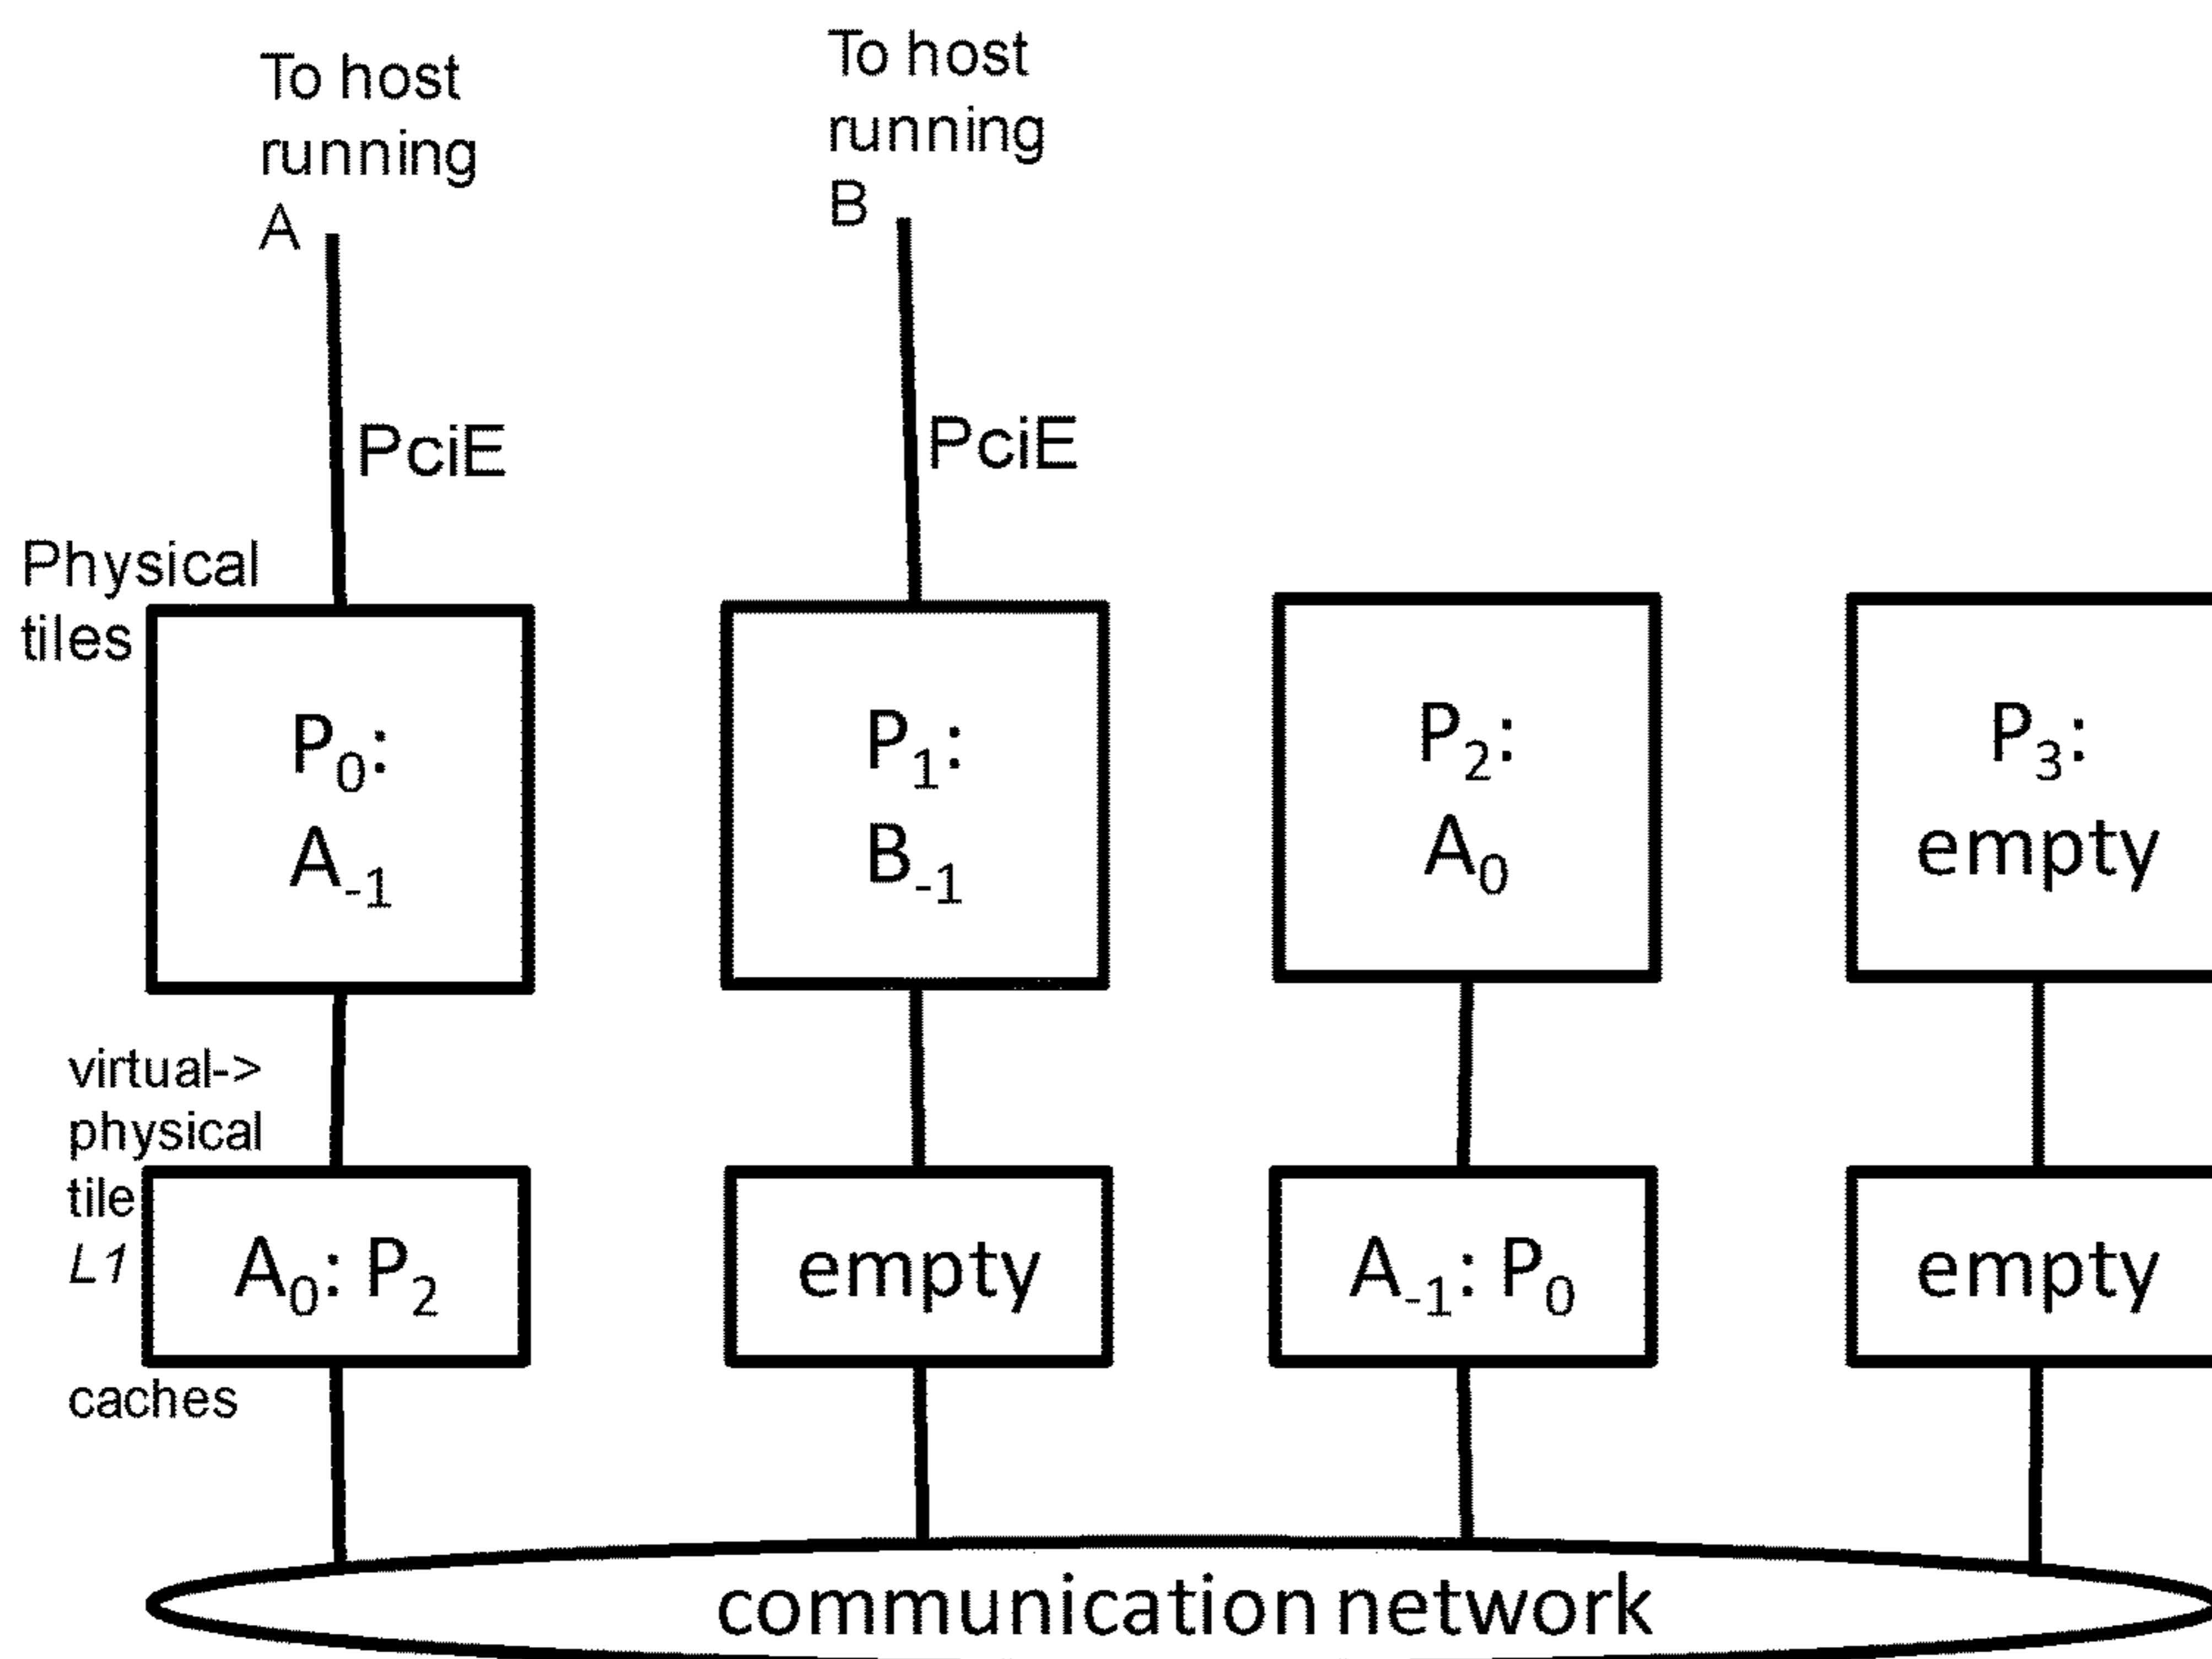 To host
running
A
To host
running
B
PciE
PciE
Physical
tiles
P₀:
A₋₁
P₁:
B₋₁
P₂:
A₀
P₃:
empty
virtual->
physical
tile
L1
caches
A₀: P₂
empty
A₋₁: P₀
empty
communication network